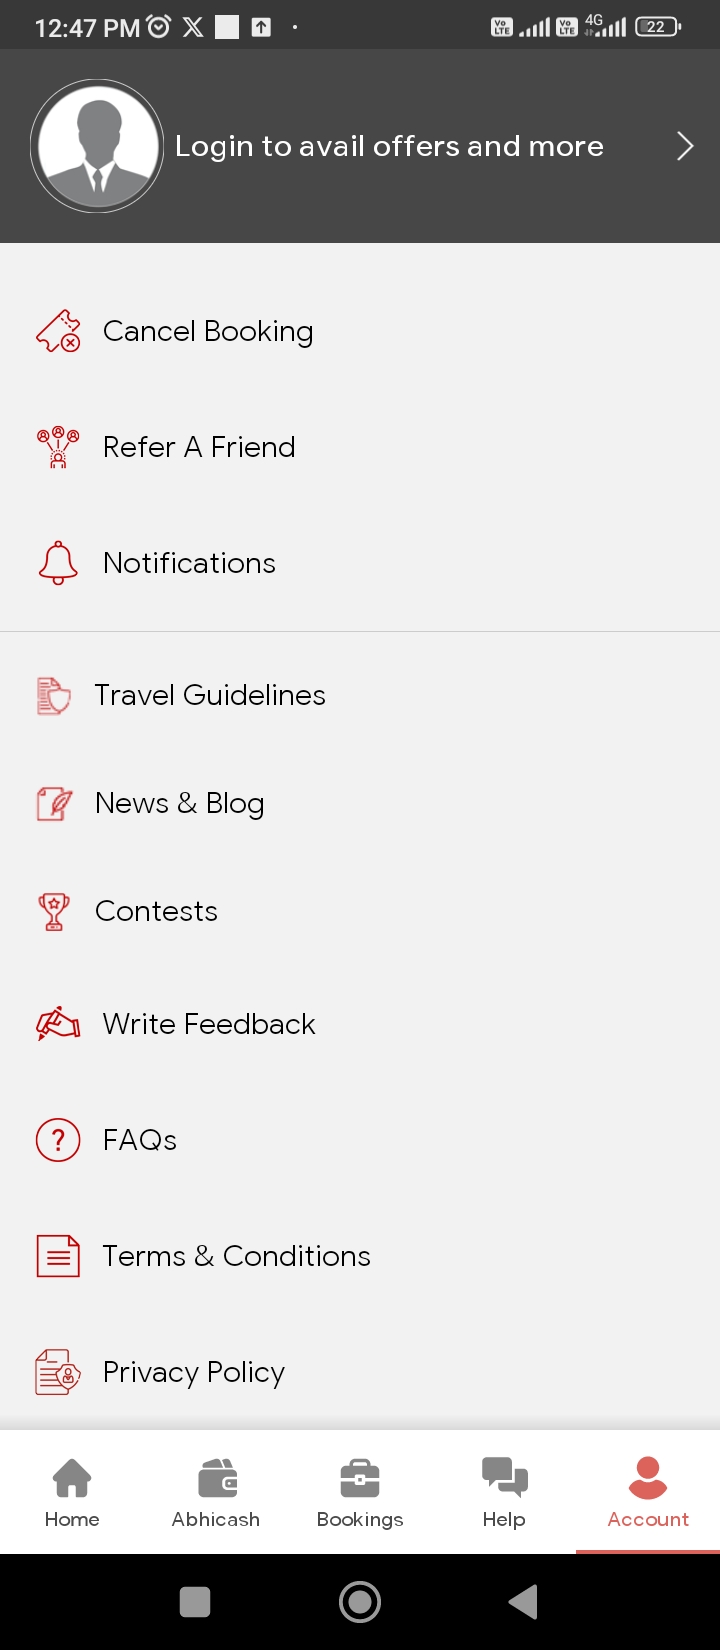 12:47 PM
Vo LTE
Vo LTE
4G
22
Login to avail offers and more
Cancel Booking
Refer A Friend
Notifications
Travel Guidelines
News & Blog
Contests
Write Feedback
? FAQs
Terms & Conditions
Privacy Policy
Home Abhicash Bookings Help Account